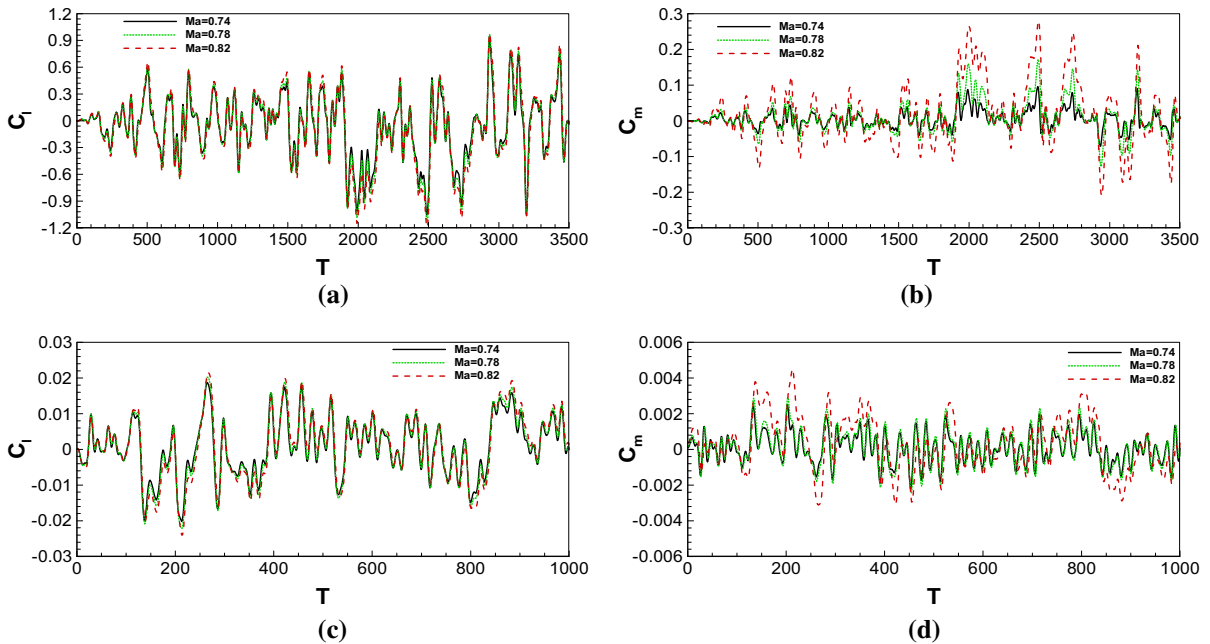 Ma=0.74
Ma=0.78
Ma=0.82
1.2
0.9
0.6
0.3
0
-0.3
-0.6
-0.9
-1.2
Cl
0 500 1000 1500 2000 2500 3000 3500
T
(a)
Ma=0.74
Ma=0.78
Ma=0.82
0.3
0.2
0.1
0
-0.1
-0.2
-0.3
Cm
0 500 1000 1500 2000 2500 3000 3500
T
(b)
Ma=0.74
Ma=0.78
Ma=0.82
0.03
0.02
0.01
0
-0.01
-0.02
-0.03
Cl
0 200 400 600 800 1000
T
(c)
Ma=0.74
Ma=0.78
Ma=0.82
0.006
0.004
0.002
0
-0.002
-0.004
-0.006
Cm
0 200 400 600 800 1000
T
(d)